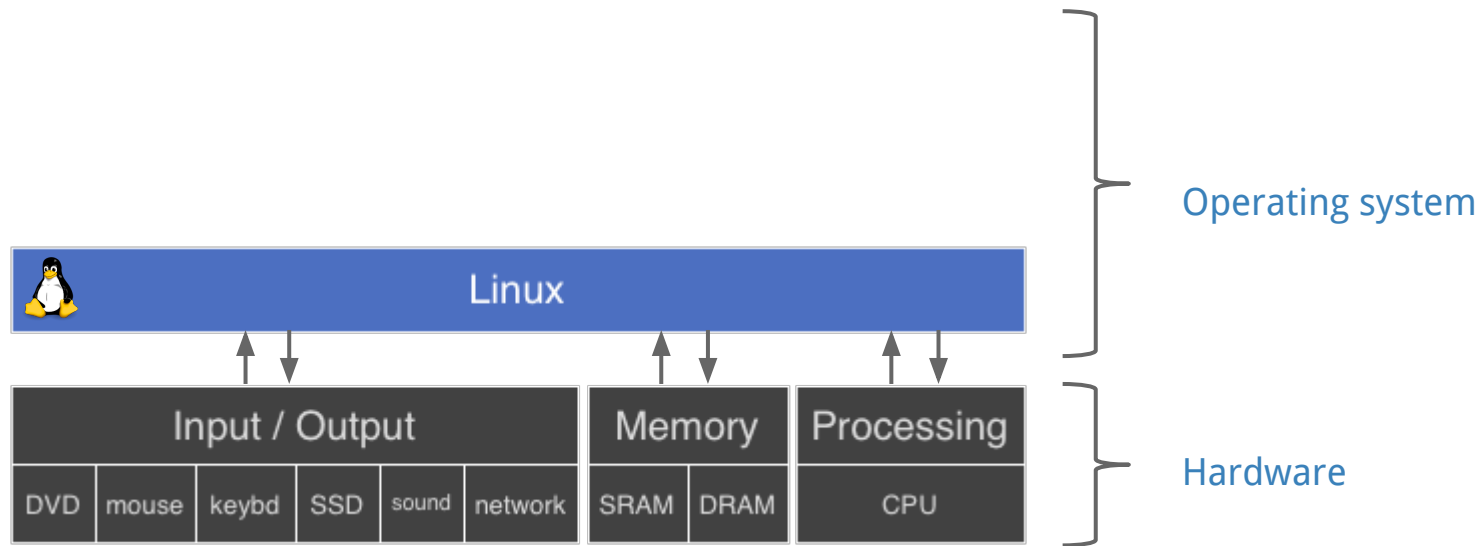 Operating system
Linux
Input / Output
Memory
Processing
Hardware
DVD
mouse
keybd
SSD
sound
network
SRAM
DRAM
CPU